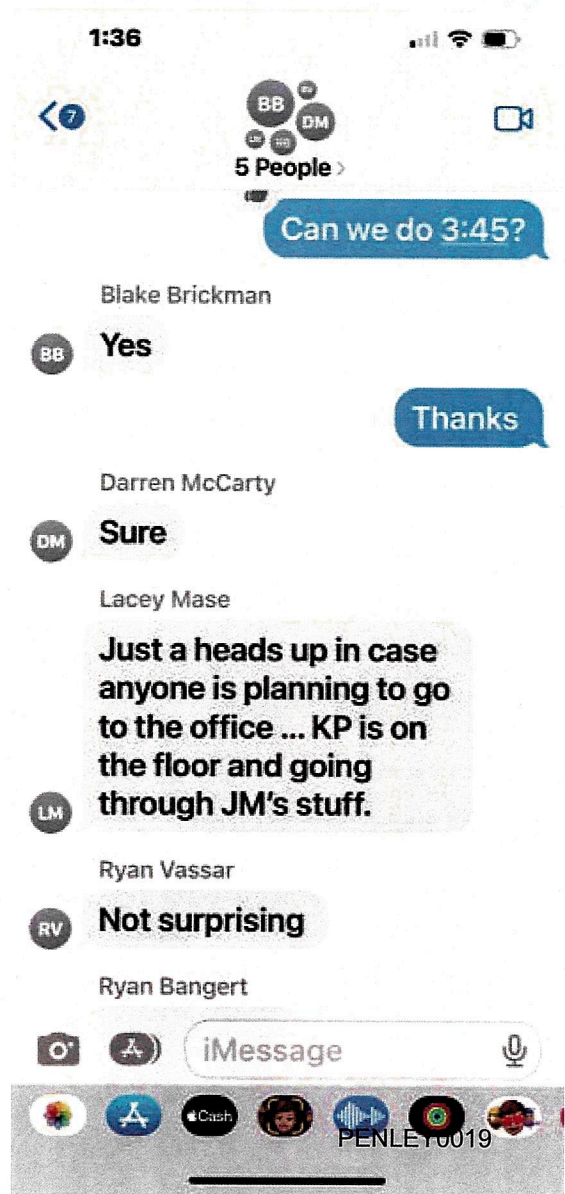 1:36
7
BB
DM
5 People >
Can we do 3:45?
Blake Brickman
BB
Yes
Thanks
Darren McCarty
DM
Sure
Lacey Mase
Just a heads up in case
anyone is planning to go
to the office ... KP is on
the floor and going
LM
through JM's stuff.
Ryan Vassar
RV
Not surprising
Ryan Bangert
iMessage
Cash
PENLEY0019